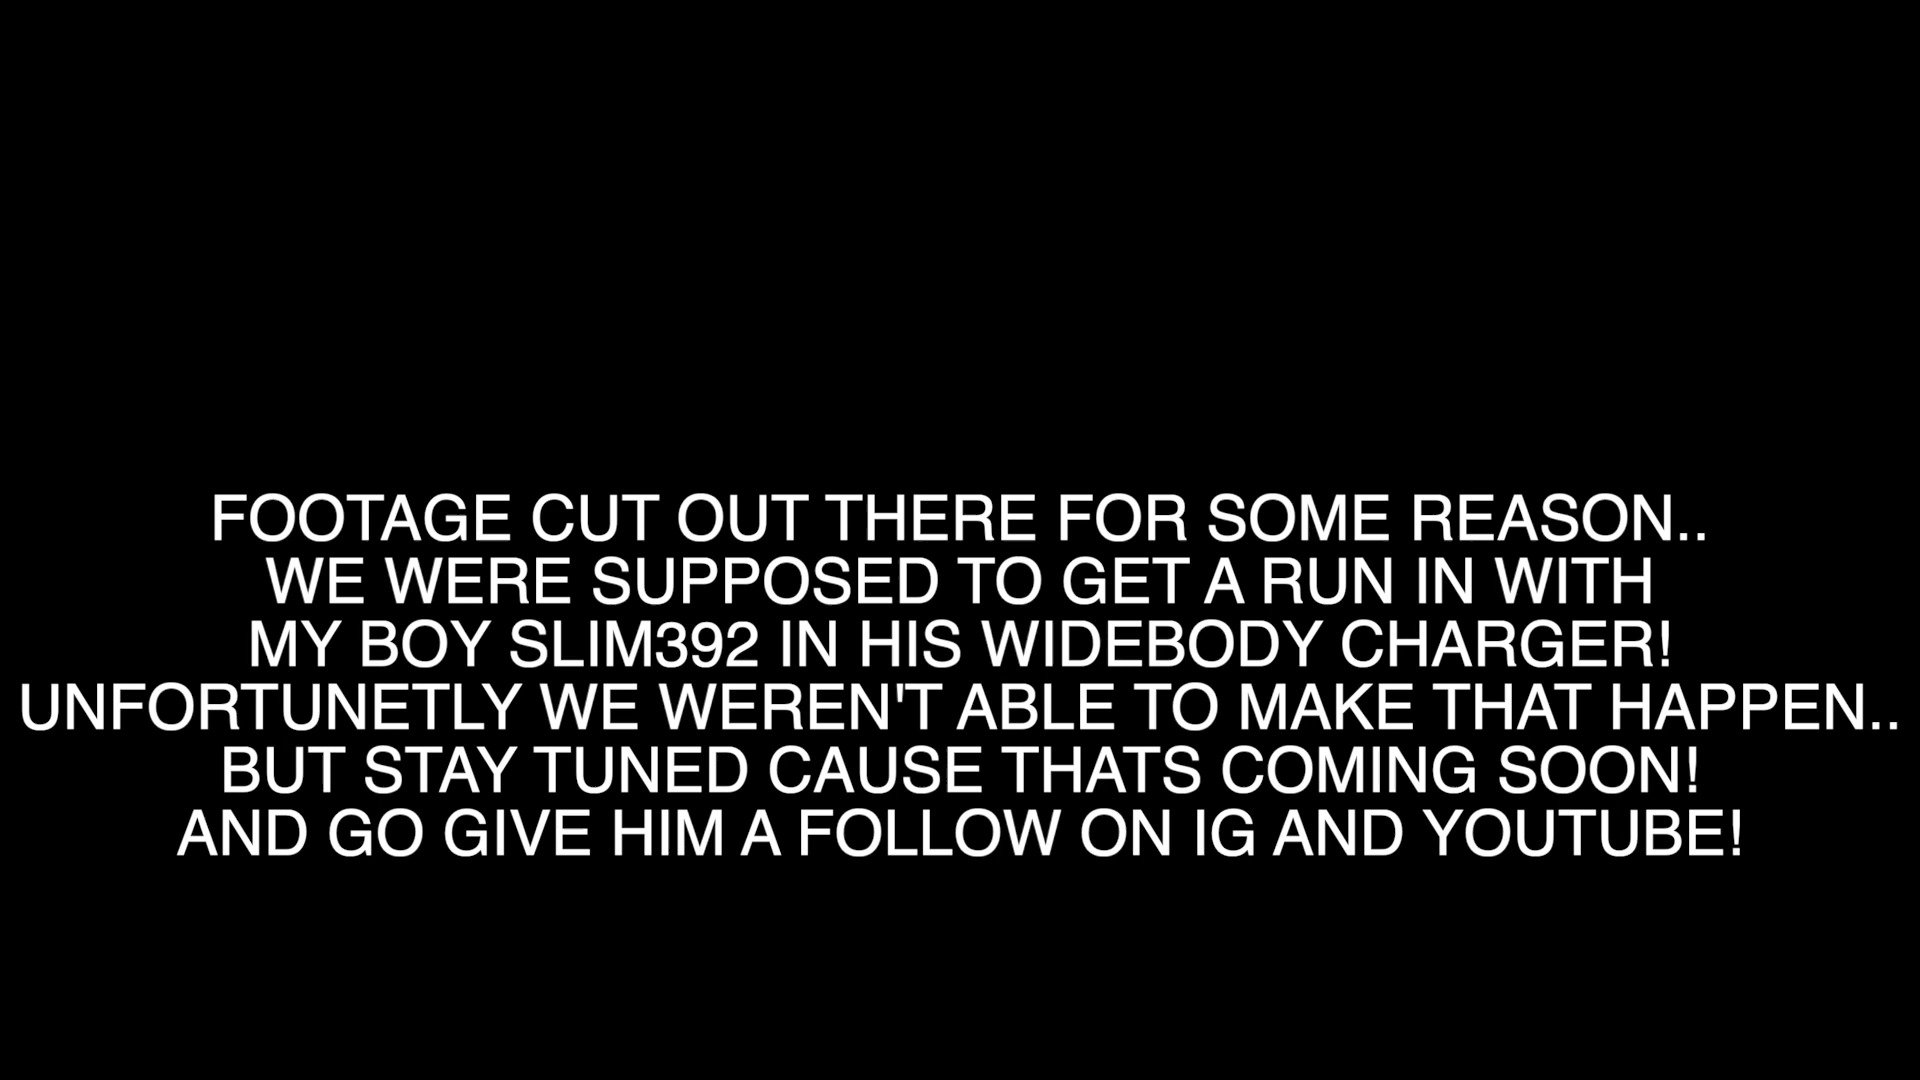 FOOTAGE CUT OUT THERE FOR SOME REASON..
WE WERE SUPPOSED TO GET A RUN IN WITH
MY BOY SLIM392 IN HIS WIDEBODY CHARGER!
UNFORTUNETLY WE WEREN'T ABLE TO MAKE THAT HAPPEN..
BUT STAY TUNED CAUSE THATS COMING SOON!
AND GO GIVE HIM A FOLLOW ON IG AND YOUTUBE!